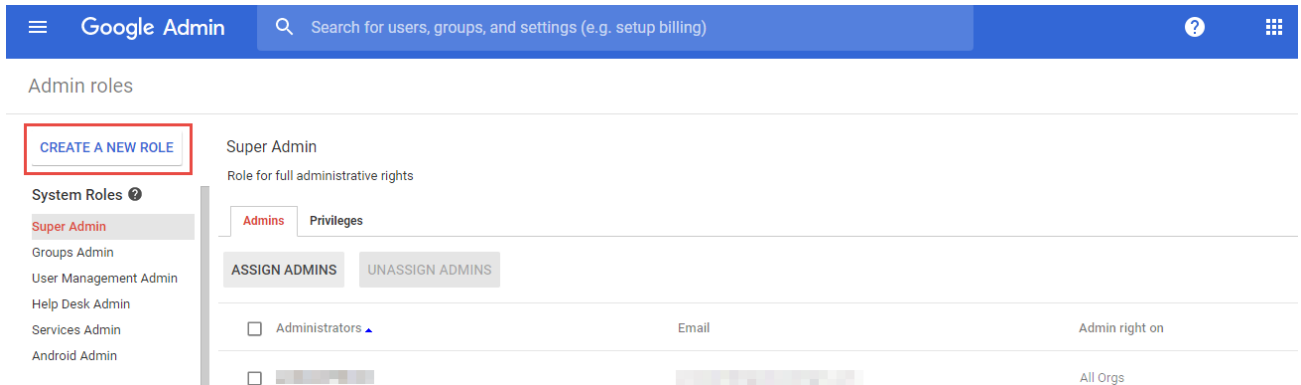 Google Admin
Search for users, groups, and settings (e.g. setup billing)
Admin roles
CREATE A NEW ROLE
System Roles
Super Admin
Groups Admin
User Management Admin
Help Desk Admin
Services Admin
Android Admin
Super Admin
Role for full administrative rights
Admins Privileges
ASSIGN ADMINS UNASSIGN ADMINS
Administrators Email Admin right on
All Orgs